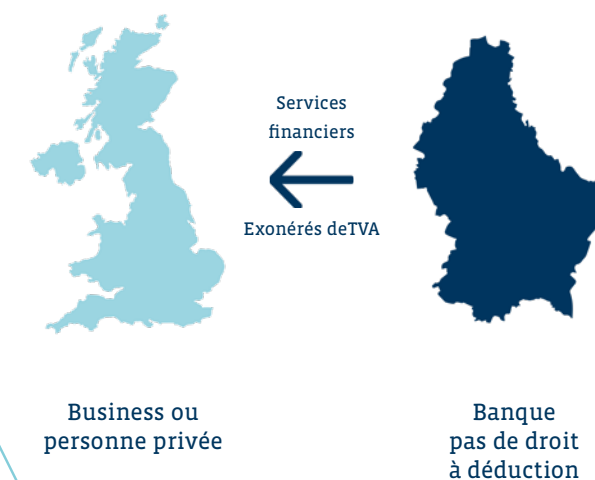 Services
financiers
Exonérés deTVA
Business ou
personne privée
Banque
pas de droit
à déduction